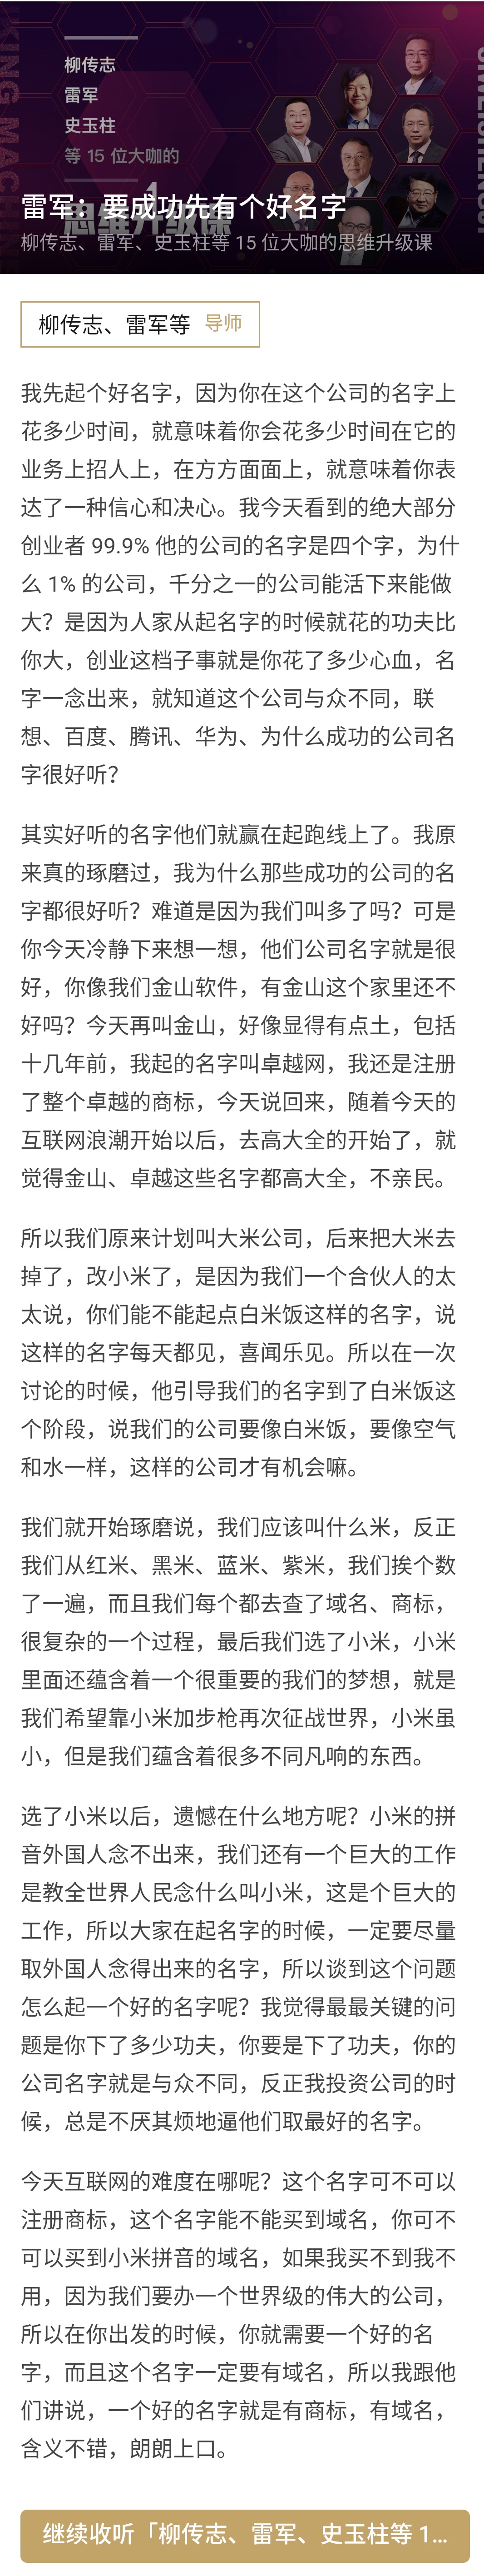 柳传志
雷军
史玉柱
等 15 位大咖的
思维升级课
雷军：要成功先有个好名字
柳传志、雷军、史玉柱等 15 位大咖的思维升级课
柳传志、雷军等 导师
我先起个好名字，因为你在这个公司的名字上
花多少时间，就意味着你会花多少时间在它的
业务上招人上，在方方面面上，就意味着你表
达了一种信心和决心。我今天看到的绝大部分
创业者 99.9% 他的公司的名字是四个字，为什
么 1% 的公司，千分之一的公司能活下来能做
大？是因为人家从起名字的时候就花的功夫比
你大，创业这档子事就是你花了多少心血，名
字一念出来，就知道这个公司与众不同，联
想、百度、腾讯、华为、为什么成功的公司名
字很好听？
其实好听的名字他们就赢在起跑线上了。我原
来真的琢磨过，我为什么那些成功的公司的名
字都很好听？难道是因为我们叫多了吗？可是
你今天冷静下来想一想，他们公司名字就是很
好，你像我们金山软件，有金山这个家里还不
好吗？今天再叫金山，好像显得有点土，包括
十几年前，我起的名字叫卓越网，我还是注册
了整个卓越的商标，今天说回来，随着今天的
互联网浪潮开始以后，去高大全的开始了，就
觉得金山、卓越这些名字都高大全，不亲民。
所以我们原来计划叫大米公司，后来把大米去
掉了，改小米了，是因为我们一个合伙人的太
太说，你们能不能起点白米饭这样的名字，说
这样的名字每天都见，喜闻乐见。所以在一次
讨论的时候，他引导我们的名字到了白米饭这
个阶段，说我们的公司要像白米饭，要像空气
和水一样，这样的公司才有机会嘛。
我们就开始琢磨说，我们应该叫什么米，反正
我们从红米、黑米、蓝米、紫米，我们挨个数
了一遍，而且我们每个都去查了域名、商标，
很复杂的一个过程，最后我们选了小米，小米
里面还蕴含着一个很重要的我们的梦想，就是
我们希望靠小米加步枪再次征战世界，小米虽
小，但是我们蕴含着很多不同凡响的东西。
选了小米以后，遗憾在什么地方呢？小米的拼
音外国人念不出来，我们还有一个巨大的工作
是教全世界人民念什么叫小米，这是个巨大的
工作，所以大家在起名字的时候，一定要尽量
取外国人念得出来的名字，所以谈到这个问题
怎么起一个好的名字呢？我觉得最最关键的问
题是你下了多少功夫，你要是下了功夫，你的
公司名字就是与众不同，反正我投资公司的时
候，总是不厌其烦地逼他们取最好的名字。
今天互联网的难度在哪呢？这个名字可不可以
注册商标，这个名字能不能买到域名，你可不
可以买到小米拼音的域名，如果我买不到我不
用，因为我们要办一个世界级的伟大的公司，
所以在你出发的时候，你就需要一个好的名
字，而且这个名字一定要有域名，所以我跟他
们讲说，一个好的名字就是有商标，有域名，
含义不错，朗朗上口。
继续收听「柳传志、雷军、史玉柱等 1...